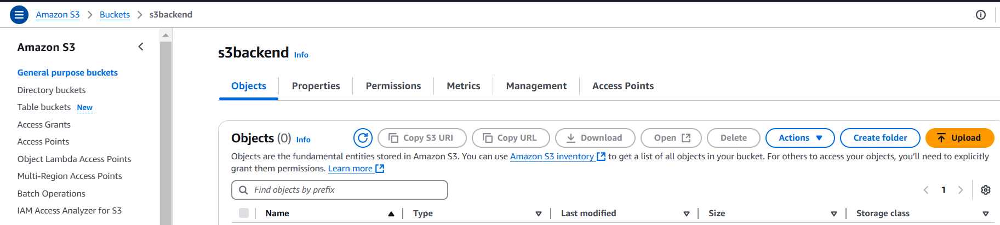 Amazon S3 > Buckets > s3backend
Amazon S3
General purpose buckets
Directory buckets
Table buckets New
Access Grants
Access Points
Object Lambda Access Points
Multi-Region Access Points
Batch Operations
IAM Access Analyzer for S3
s3backend Info
Objects Properties Permissions Metrics Management Access Points
Objects (0) Info Copy S3 URI Copy URL Download Open Delete Actions Create folder Upload
Objects are the fundamental entities stored in Amazon S3. You can use Amazon S3 inventory to get a list of all objects in your bucket. For others to access your objects, you'll need to explicitly
grant them permissions. Learn more
Find objects by prefix 1
Name Type Last modified Size Storage class